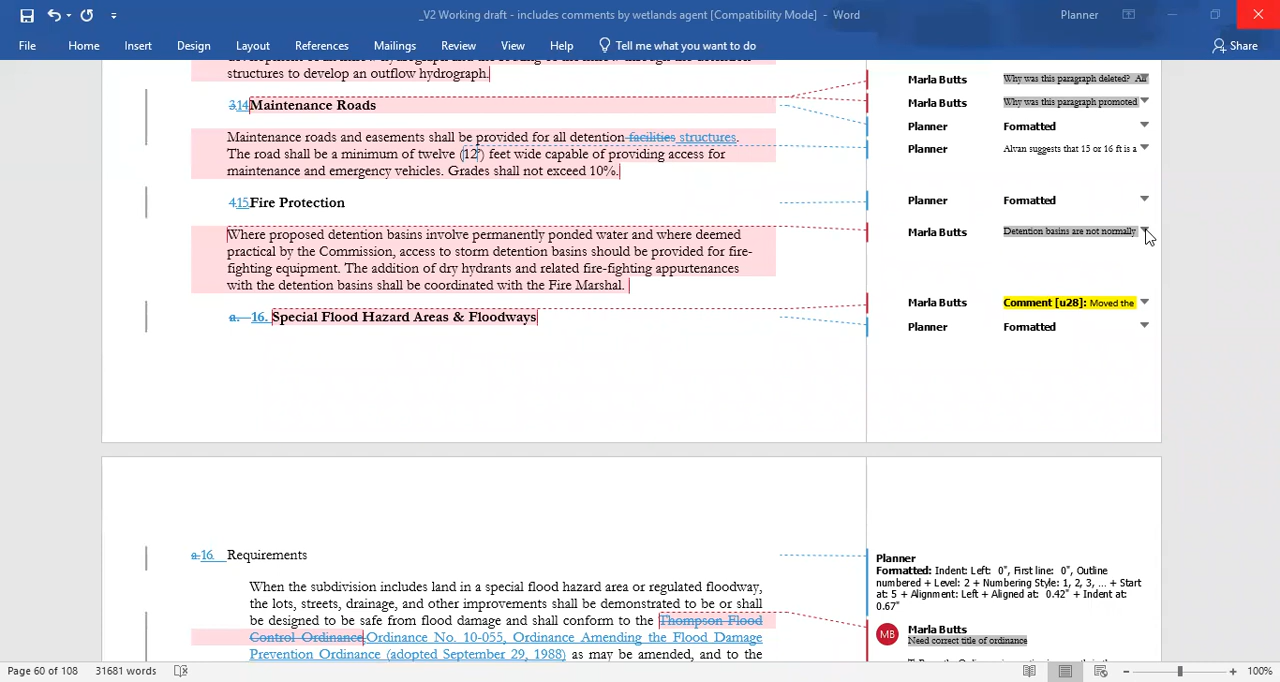 _V2 Working draft - includes comments by wetlands agent [Compatibility Mode] - Word
Planner
File Home Insert Design Layout References Mailings Review View Help Tell me what you want to do
Share
structures to develop an outflow hydrograph.
3.14Maintenance Roads
Maintenance roads and easements shall be provided for all detention facilities structures.
The road shall be a minimum of twelve (12') feet wide capable of providing access for
maintenance and emergency vehicles. Grades shall not exceed 10%.
4.15.Fire Protection
Where proposed detention basins involve permanently ponded water and where deemed
practical by the Commission, access to storm detention basins should be provided for fire-
fighting equipment. The addition of dry hydrants and related fire-fighting appurtenances
with the detention basins shall be coordinated with the Fire Marshal.
a. 16. Special Flood Hazard Areas & Floodways
Marla Butts Why was this paragraph deleted? All
Marla Butts Why was this paragraph promoted
Planner Formatted
Planner Alvan suggests that 15 or 16 ft is a
Planner Formatted
Marla Butts Detention basins are not normally
Marla Butts Comment [u28]: Moved the
Planner Formatted
a.16. Requirements
When the subdivision includes land in a special flood hazard area or regulated floodway,
the lots, streets, drainage, and other improvements shall be demonstrated to be or shall
be designed to be safe from flood damage and shall conform to the Thompson Flood
Control Ordinance Ordinance No. 10-055, Ordinance Amending the Flood Damage
Prevention Ordinance (adopted September 29, 1988) as may be amended, and to the
Planner
Formatted: Indent: Left: 0", First line: 0", Outline
numbered + Level: 2 + Numbering Style: 1, 2, 3, ... + Start
at: 5 + Alignment: Left + Aligned at: 0.42" + Indent at:
0.67"
MB Marla Butts
Need correct title of ordinance
Page 60 of 108 31681 words
100%